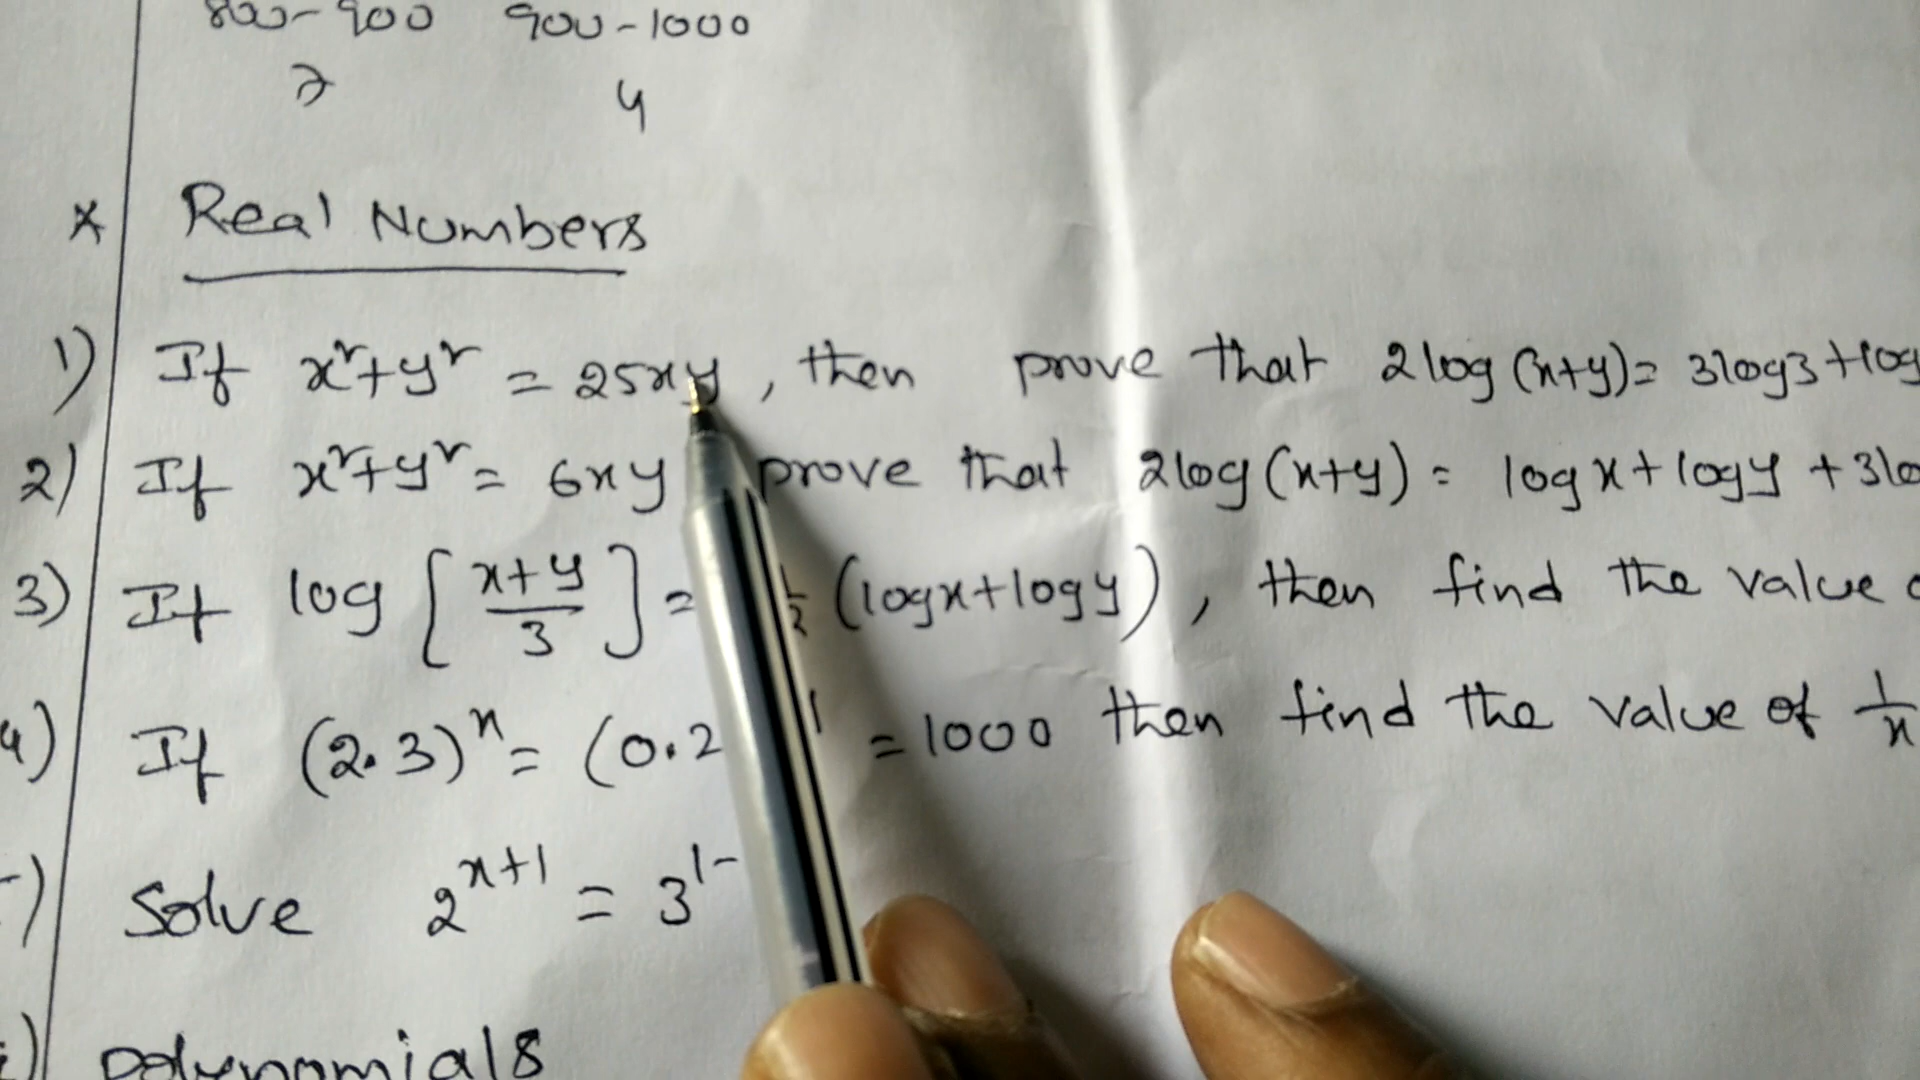 800-900 900-1000
7 4
* Real Numbers
1) If x²+y² = 25xy, then prove that 2log(x+y)= 3log3+log
2) If x²+y²= 6xy prove that 2log(x+y) = logx+logy+3lo
3) If log [x+y/3] = 1/2 (logx+logy), then find the value o
4) If (2.3)ˣ = (0.2 = 1000 then find the value of 1/x
) Solve 2ˣ⁺¹ = 3¹⁻
) polynomials